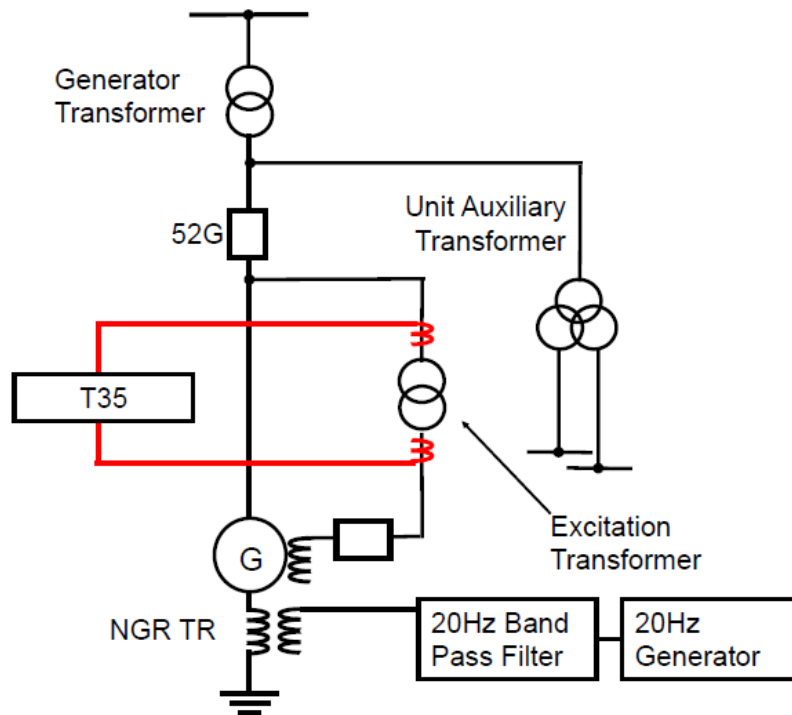 Generator
Transformer
Unit Auxiliary
Transformer
52G
T35
Excitation
Transformer
G
NGR TR
20Hz Band
Pass Filter
20Hz
Generator